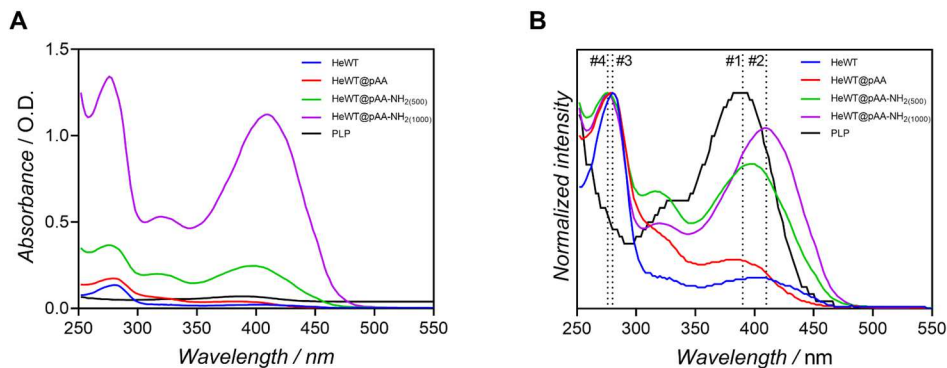 A
Absorbance / O.D.
1.5
1.0
0.5
0.0
250
300
350
400
450
500
550
Wavelength / nm
HeWT
HeWT@pAA
HeWT@pAA-NH2(500)
HeWT@pAA-NH2(1000)
PLP
B
Normalized intensity
#4
#3
#1
#2
HeWT
HeWT@pAA
HeWT@pAA-NH2(500)
HeWT@pAA-NH2(1000)
PLP
250
300
350
400
450
500
550
Wavelength / nm